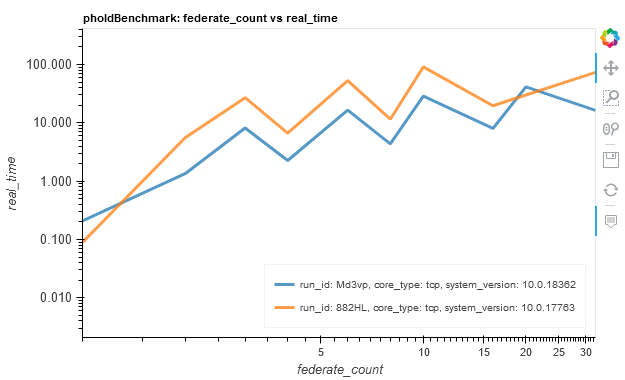 pholdBenchmark: federate_count vs real_time
100.000
10.000
1.000
0.100
0.010
real_time
run_id: Md3vp, core_type: tcp, system_version: 10.0.18362
run_id: 882HL, core_type: tcp, system_version: 10.0.17763
5
10
15
20
25
30
federate_count